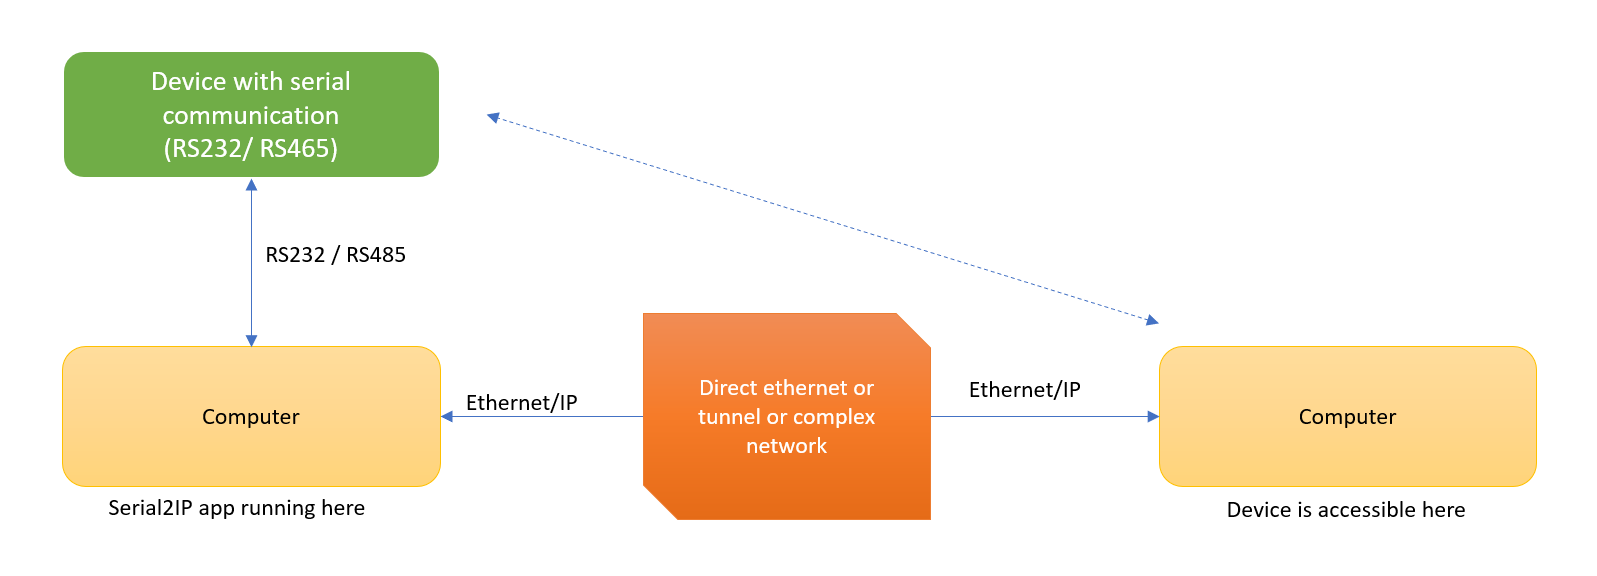 Device with serial
communication
(RS232/ RS465)
RS232 / RS485
Ethernet/IP
Computer
Serial2IP app running here
Direct ethernet or
tunnel or complex
network
Ethernet/IP
Computer
Device is accessible here